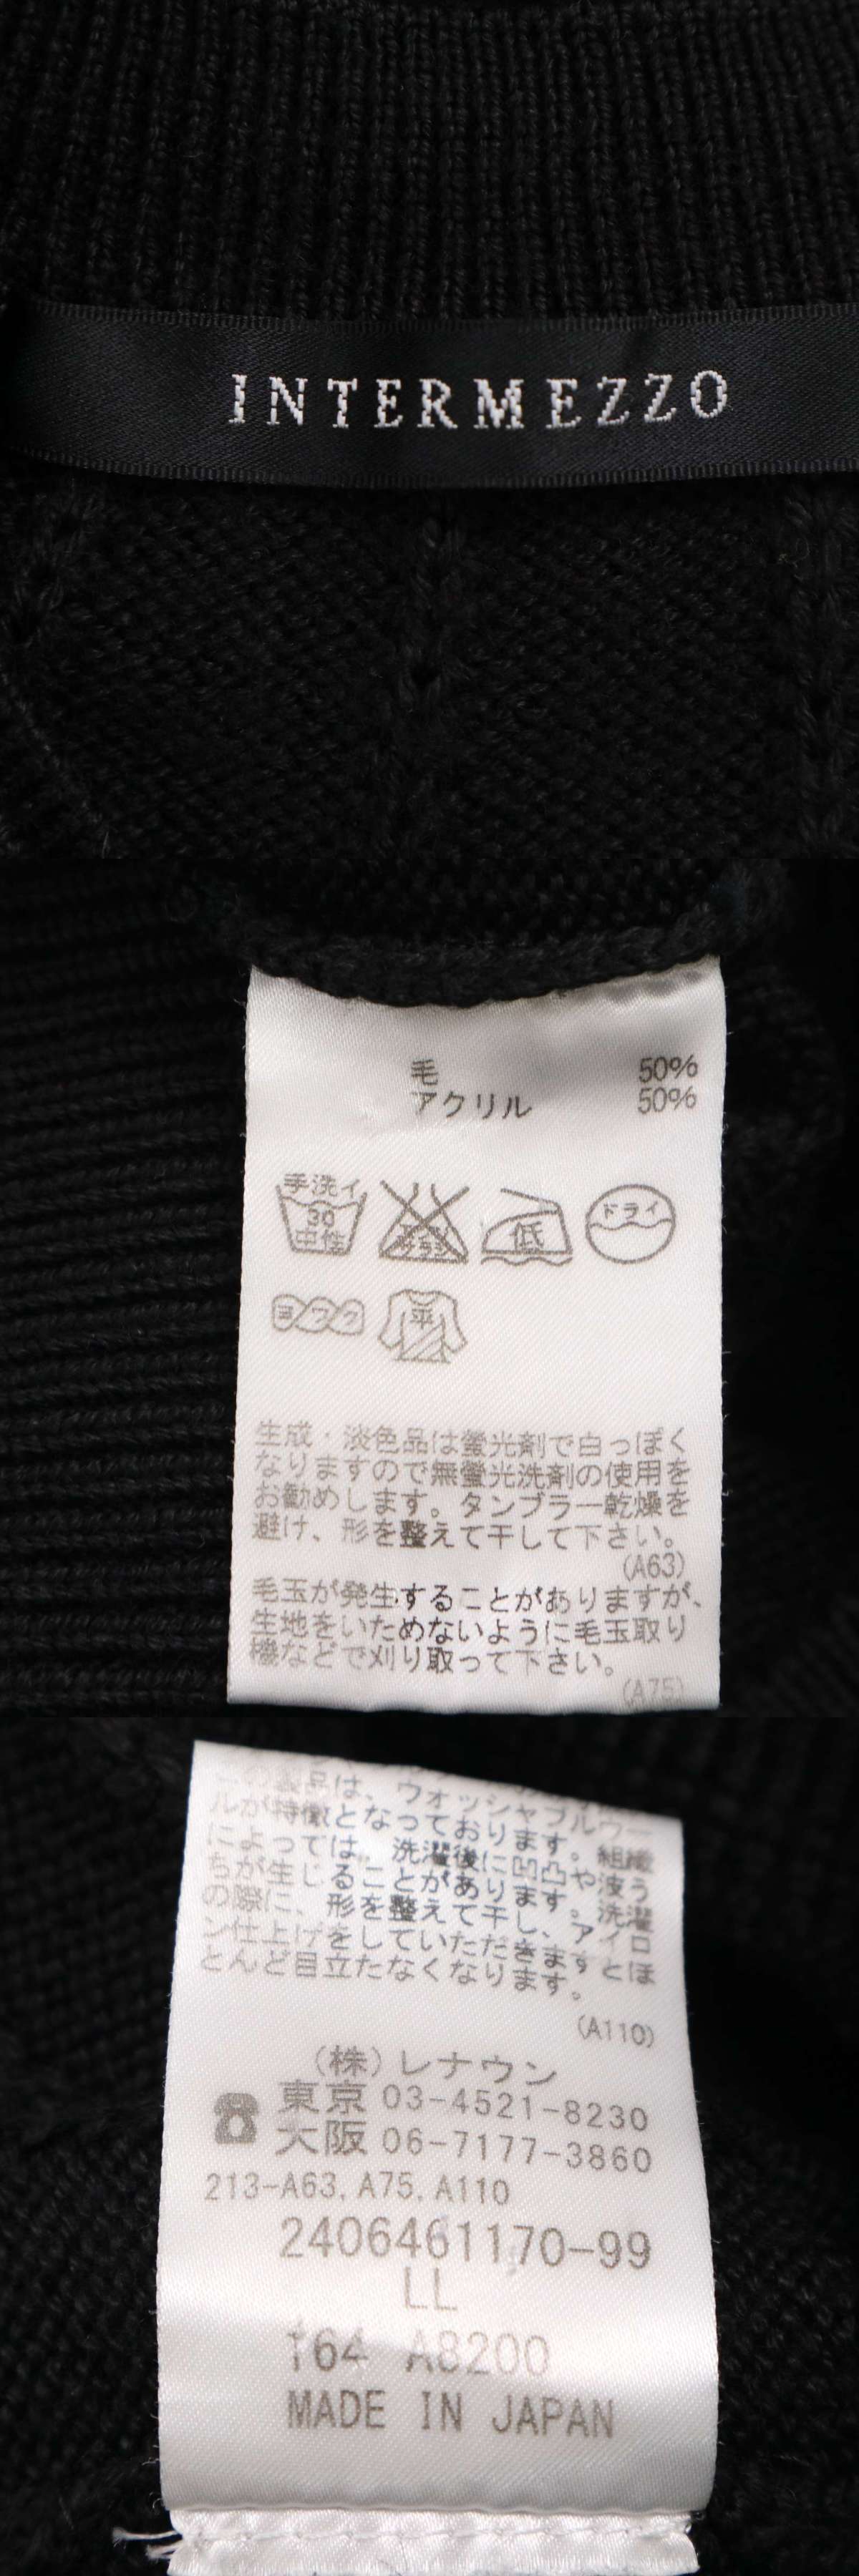 INTERMEZZO
毛 50%
アクリル 50%
手洗イ
30
中性
低
ドライ
ヨワク
平
生成・淡色品は螢光剤で白っぽく
なりますので無螢光洗剤の使用を
お勧めします。タンブラー乾燥を
避け、形を整えて干して下さい。
(A63)
毛玉が発生することがありますが、
生地をいためないように毛玉取り
機などで刈り取って下さい。
(A75)
この製品は、ウォッシャブルウー
ルが特徴となっております。組織
によっては、洗濯後に凹凸や波う
ちが生じることがあります。洗濯
の際に、形を整えて干し、アイロ
ン仕上げをしていただきますとほ
とんど目立たなくなります。
(A110)
(株)レナウン
東京 03-4521-8230
大阪 06-7177-3860
213-A63, A75, A110
2406461170-99
LL
164 A8200
MADE IN JAPAN